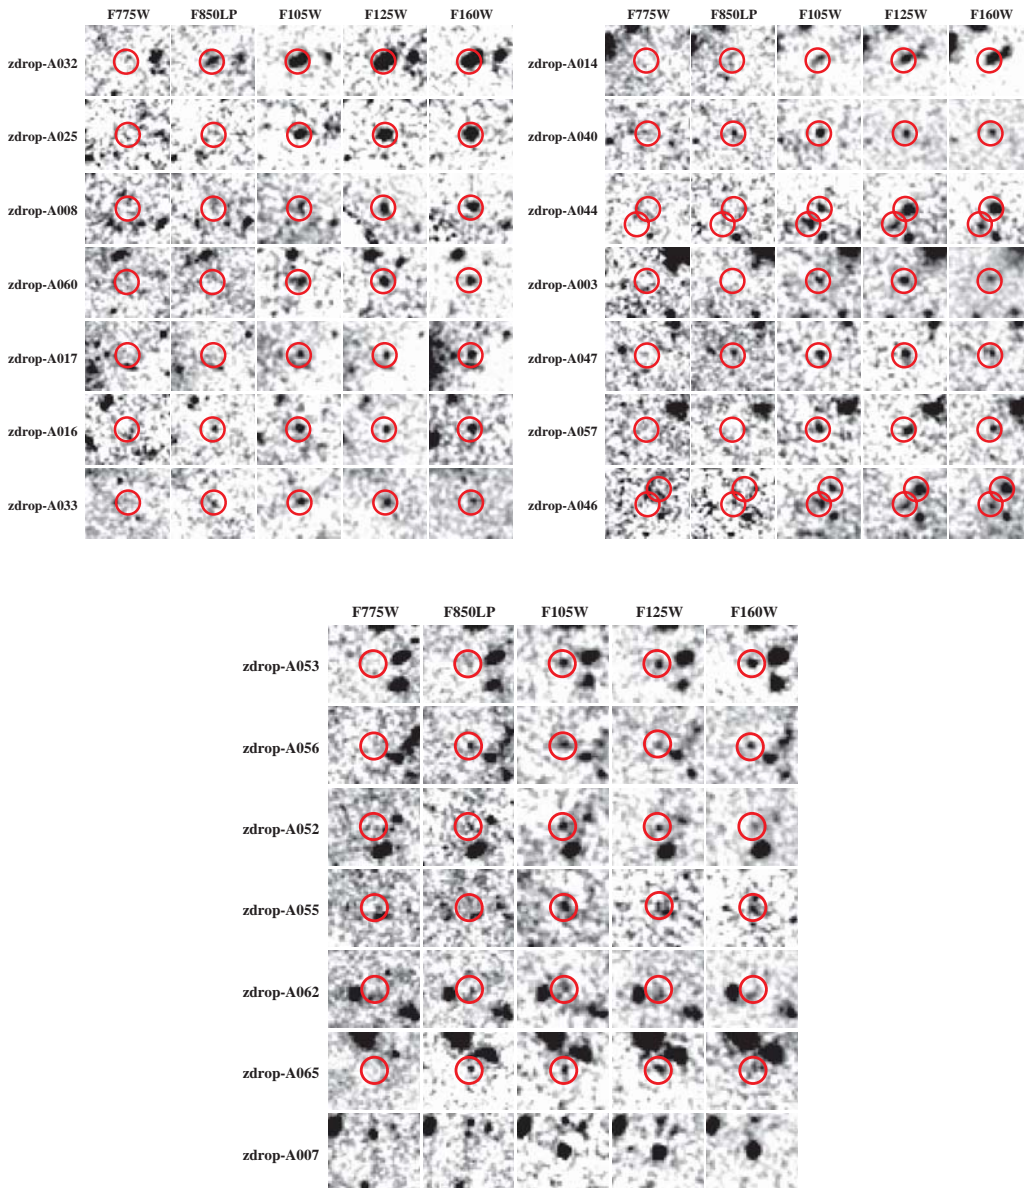 F775W F850LP F105W F125W F160W
zdrop-A032
zdrop-A025
zdrop-A008
zdrop-A060
zdrop-A017
zdrop-A016
zdrop-A033
F775W F850LP F105W F125W F160W
zdrop-A014
zdrop-A040
zdrop-A044
zdrop-A003
zdrop-A047
zdrop-A057
zdrop-A046
F775W F850LP F105W F125W F160W
zdrop-A053
zdrop-A056
zdrop-A052
zdrop-A055
zdrop-A062
zdrop-A065
zdrop-A007